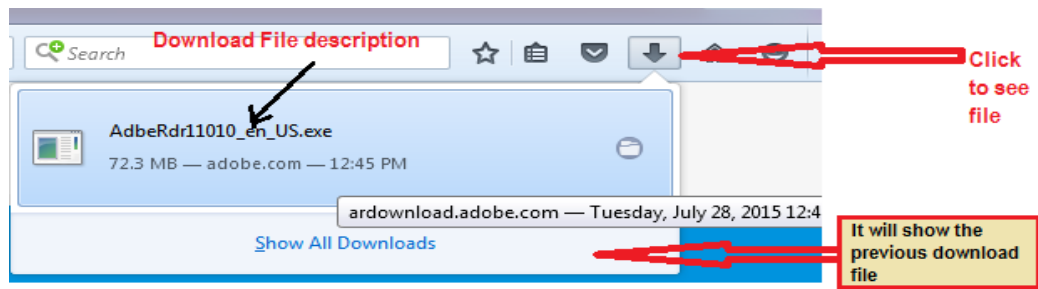 Search
Download File description
Click
to see
file
AdbeRdr11010_en_US.exe
72.3 MB — adobe.com — 12:45 PM
ardownload.adobe.com — Tuesday, July 28, 2015 12:4
Show All Downloads
It will show the
previous download
file